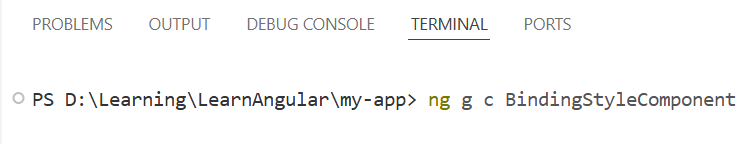 PROBLEMS OUTPUT DEBUG CONSOLE TERMINAL PORTS
PS D:\Learning\LearnAngular\my-app> ng g c BindingStyleComponent